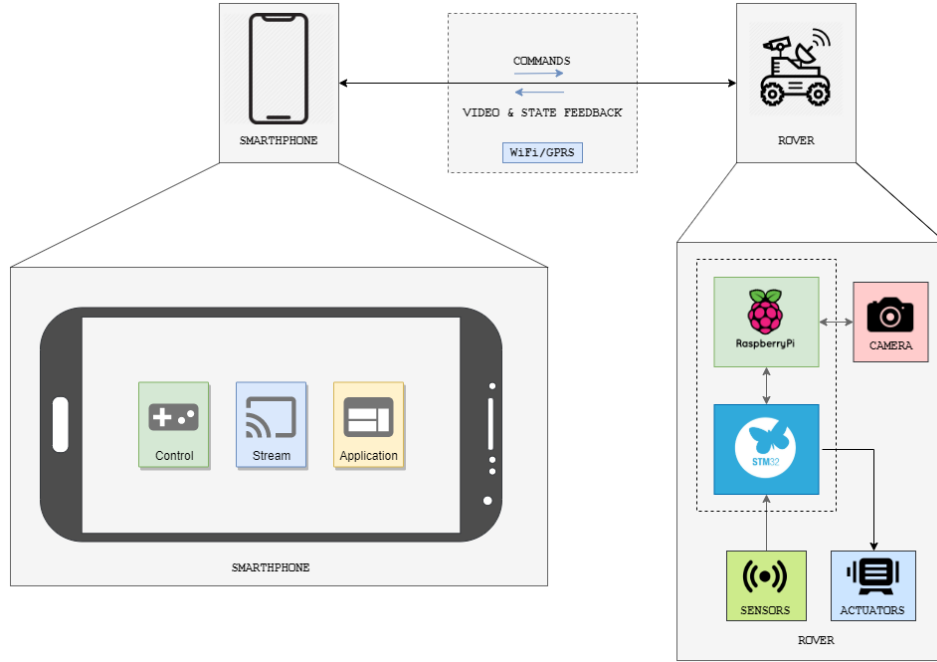 COMMANDS
VIDEO & STATE FEEDBACK
WiFi/GPRS
SMARTHPHONE
ROVER
RaspberryPi
CAMERA
STM32
Control
Stream
Application
SMARTHPHONE
SENSORS
ACTUATORS
ROVER